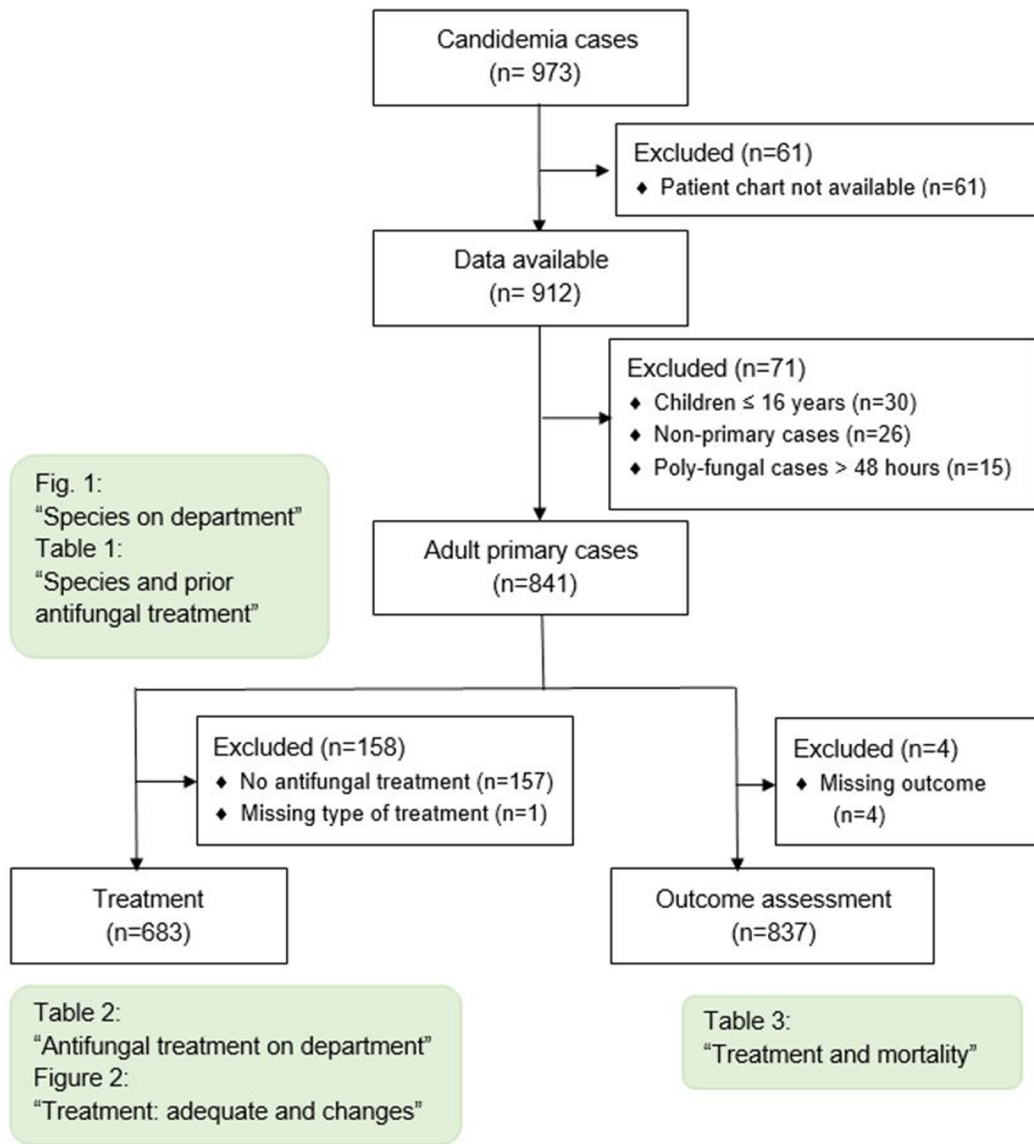 Candidemia cases
(n= 973)
Excluded (n=61)
♦ Patient chart not available (n=61)
Data available
(n= 912)
Excluded (n=71)
♦ Children ≤ 16 years (n=30)
♦ Non-primary cases (n=26)
♦ Poly-fungal cases > 48 hours (n=15)
Fig. 1:
“Species on department”
Table 1:
“Species and prior
antifungal treatment”
Adult primary cases
(n=841)
Excluded (n=158)
♦ No antifungal treatment (n=157)
♦ Missing type of treatment (n=1)
Excluded (n=4)
♦ Missing outcome
(n=4)
Treatment
(n=683)
Outcome assessment
(n=837)
Table 2:
“Antifungal treatment on department”
Figure 2:
“Treatment: adequate and changes”
Table 3:
“Treatment and mortality”